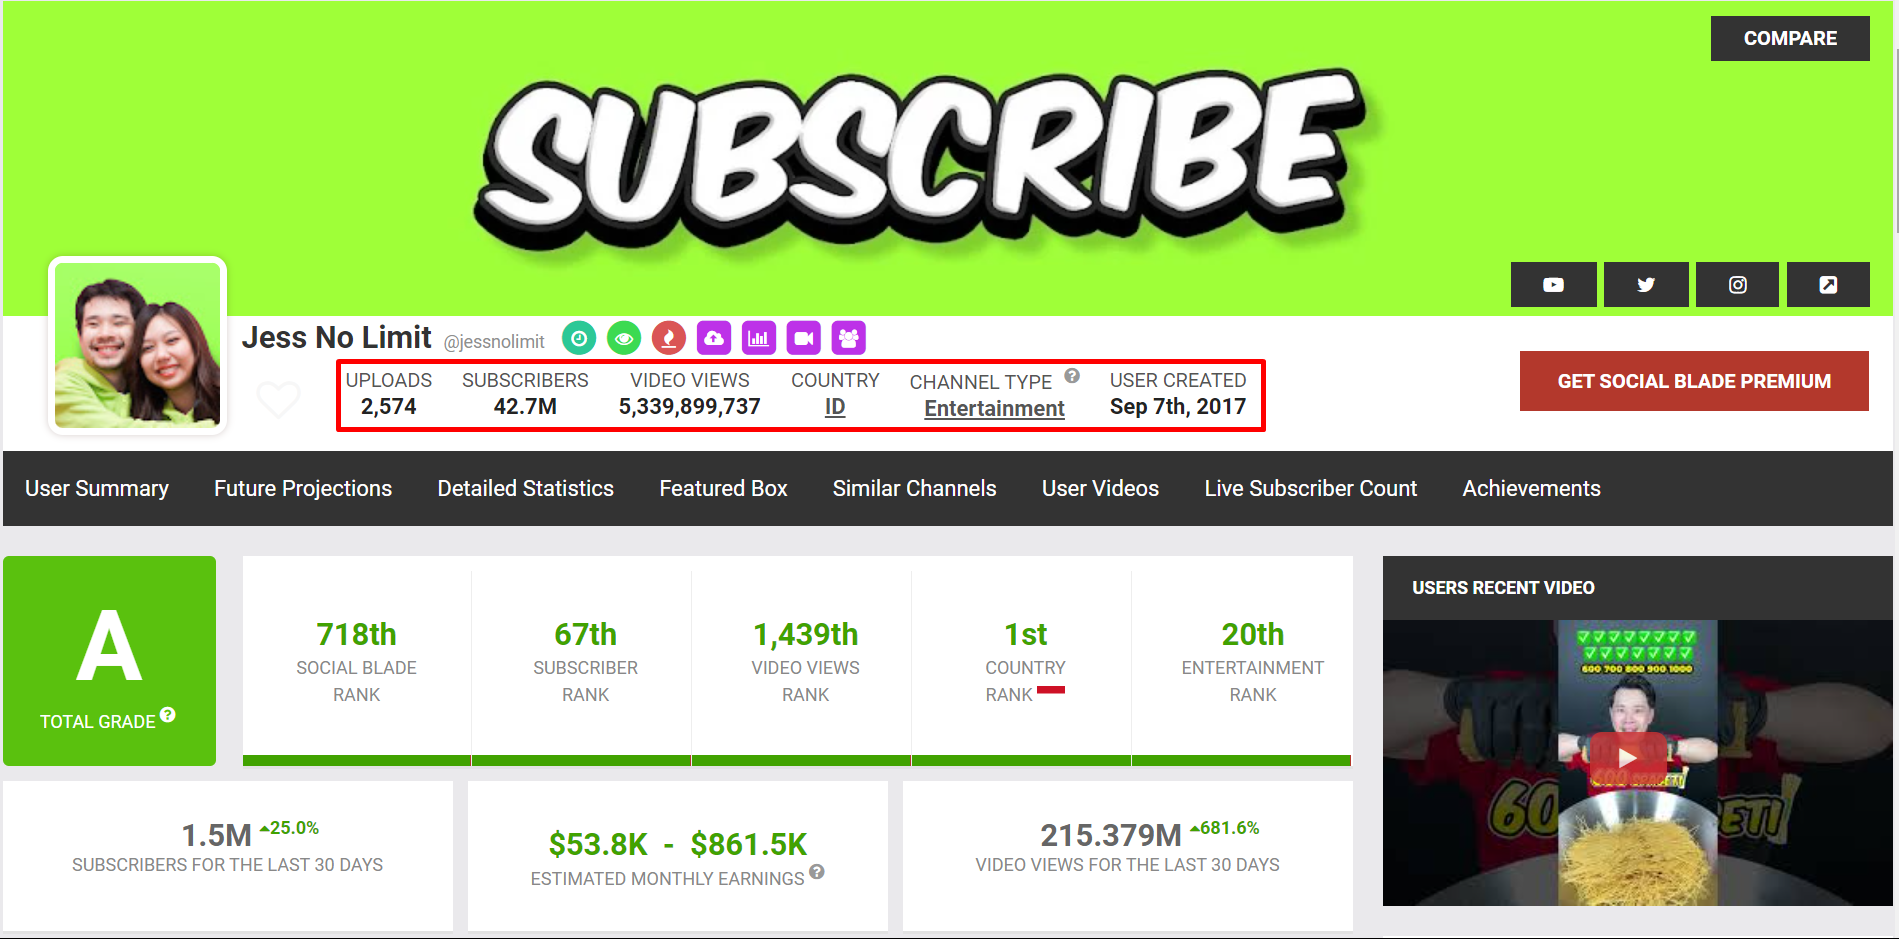 COMPARE
SUBSCRIBE
Jess No Limit @jessnolimit
UPLOADS SUBSCRIBERS VIDEO VIEWS COUNTRY CHANNEL TYPE ? USER CREATED
2,574 42.7M 5,339,899,737 ID Entertainment Sep 7th, 2017
GET SOCIAL BLADE PREMIUM
User Summary Future Projections Detailed Statistics Featured Box Similar Channels User Videos Live Subscriber Count Achievements
A
TOTAL GRADE ?
718th 67th 1,439th 1st 20th
SOCIAL BLADE SUBSCRIBER VIDEO VIEWS COUNTRY ENTERTAINMENT
RANK RANK RANK RANK RANK
USERS RECENT VIDEO
600 700 800 900 1000
600 SPAGETI
1.5M 25.0%
SUBSCRIBERS FOR THE LAST 30 DAYS
$53.8K - $861.5K
ESTIMATED MONTHLY EARNINGS ?
215.379M 681.6%
VIDEO VIEWS FOR THE LAST 30 DAYS